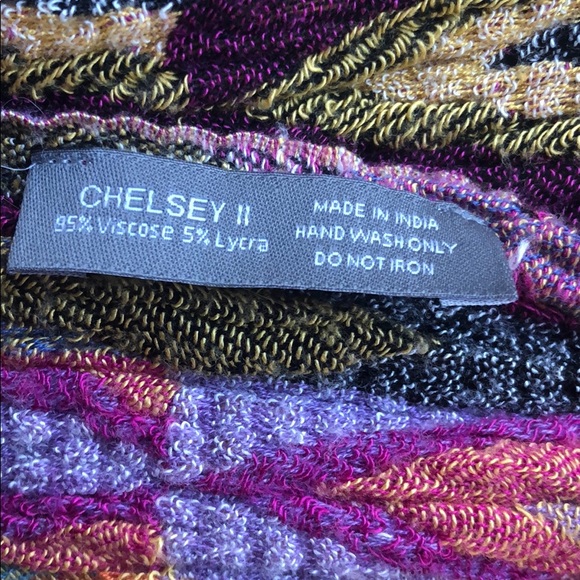 CHELSEY II
95% Viscose 5% Lycra
MADE IN INDIA
HAND WASH ONLY
DO NOT IRON